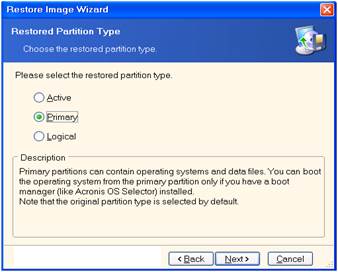 Restore Image Wizard
Restored Partition Type
Choose the restored partition type.
Please select the restored partition type.
Active
Primary
Logical
Description
Primary partitions can contain operating systems and data files. You can boot
the operating system from the primary partition only if you have a boot
manager (like Acronis OS Selector) installed.
Note that the original partition type is selected by default.
< Back
Next >
Cancel